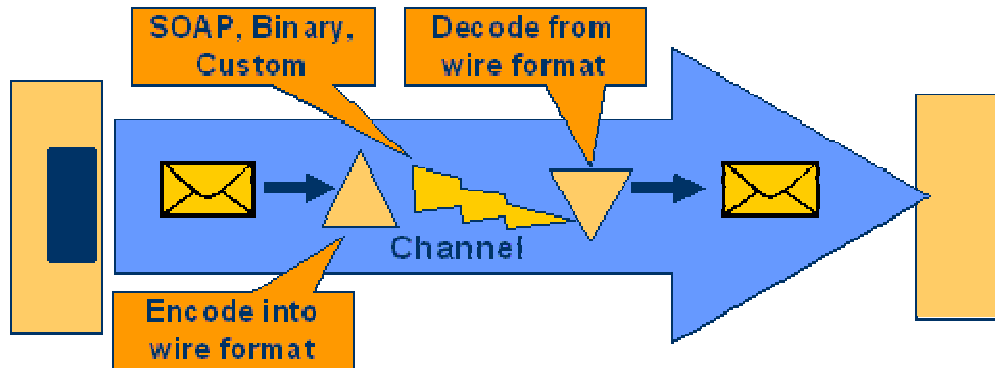 SOAP, Binary,
Custom
Decode from
wire format
Channel
Encode into
wire format